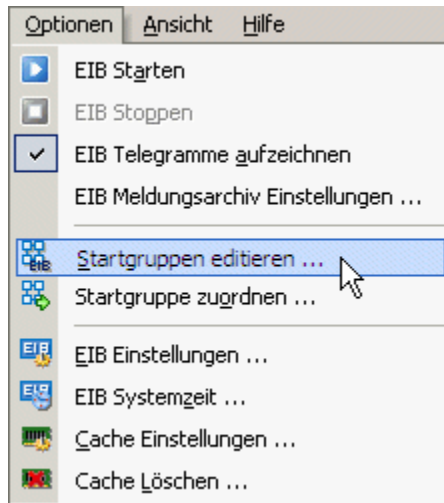 Optionen Ansicht Hilfe
EIB Starten
EIB Stoppen
EIB Telegramme aufzeichnen
EIB Meldungsarchiv Einstellungen ...
Startgruppen editieren ...
Startgruppe zuordnen ...
EIB Einstellungen ...
EIB Systemzeit ...
Cache Einstellungen ...
Cache Löschen ...